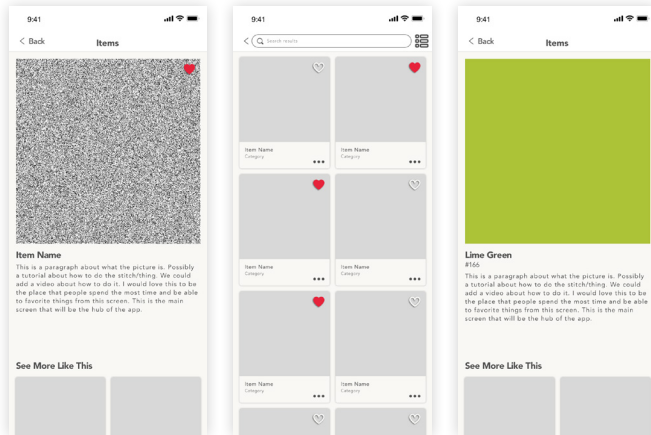 9:41
< Back
Items
Item Name
This is a paragraph about what the picture is. Possibly
a tutorial about how to do the stitch/thing. We could
add a video about how to do it. I would love this to be
the place that people spend the most time and be able
to favorite things from this screen. This is the main
screen that will be the hub of the app.
See More Like This
9:41
Search results
Item Name
Category
Item Name
Category
Item Name
Category
Item Name
Category
Item Name
Category
Item Name
Category
9:41
< Back
Items
Lime Green
#166
This is a paragraph about what the picture is. Possibly
a tutorial about how to do the stitch/thing. We could
add a video about how to do it. I would love this to be
the place that people spend the most time and be able
to favorite things from this screen. This is the main
screen that will be the hub of the app.
See More Like This